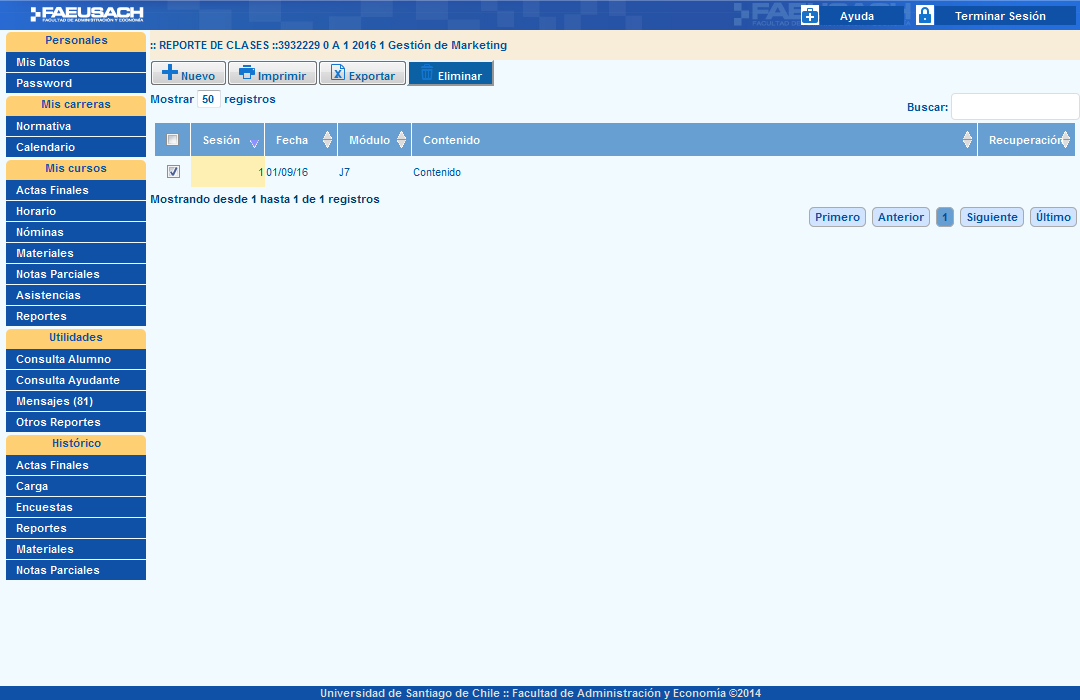 FAEUSACH
FACULTAD DE ADMINISTRACIÓN Y ECONOMÍA
Ayuda
Terminar Sesión
Personales
Mis Datos
Password
Mis carreras
Normativa
Calendario
Mis cursos
Actas Finales
Horario
Nóminas
Materiales
Notas Parciales
Asistencias
Reportes
Utilidades
Consulta Alumno
Consulta Ayudante
Mensajes (81)
Otros Reportes
Histórico
Actas Finales
Carga
Encuestas
Reportes
Materiales
Notas Parciales
:: REPORTE DE CLASES ::3932229 0 A 1 2016 1 Gestión de Marketing
Nuevo Imprimir Exportar Eliminar
Mostrar 50 registros
Buscar:
Sesión Fecha Módulo Contenido Recuperación
1 01/09/16 J7 Contenido
Mostrando desde 1 hasta 1 de 1 registros
Primero Anterior 1 Siguiente Último
Universidad de Santiago de Chile :: Facultad de Administración y Economía ©2014